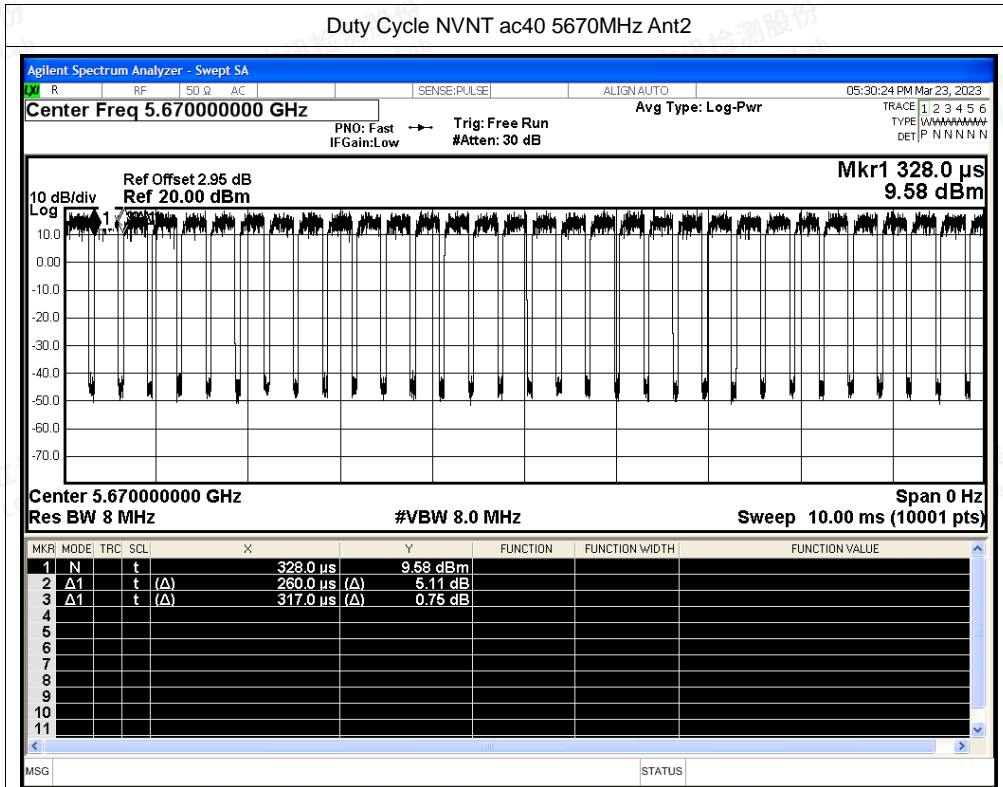 Duty Cycle NVNT ac40 5670MHz Ant2
Agilent Spectrum Analyzer - Swept SA
LXI R RF 50 Ω AC SENSE:PULSE ALIGN AUTO 05:30:24 PM Mar 23, 2023
Center Freq 5.670000000 GHz
PNO: Fast
IFGain:Low
Trig: Free Run
#Atten: 30 dB
Avg Type: Log-Pwr
TRACE 1 2 3 4 5 6
TYPE
DET P N N N N N
Mkr1 328.0 µs
9.58 dBm
Ref Offset 2.95 dB
10 dB/div Ref 20.00 dBm
Log
10.0
0.00
-10.0
-20.0
-30.0
-40.0
-50.0
-60.0
-70.0
Center 5.670000000 GHz Span 0 Hz
Res BW 8 MHz #VBW 8.0 MHz Sweep 10.00 ms (10001 pts)
MKR MODE TRC SCL X Y FUNCTION FUNCTION WIDTH FUNCTION VALUE
1 N t 328.0 µs 9.58 dBm
2 Δ1 t (Δ) 260.0 µs (Δ) 5.11 dB
3 Δ1 t (Δ) 317.0 µs (Δ) 0.75 dB
4
5
6
7
8
9
10
11
MSG STATUS